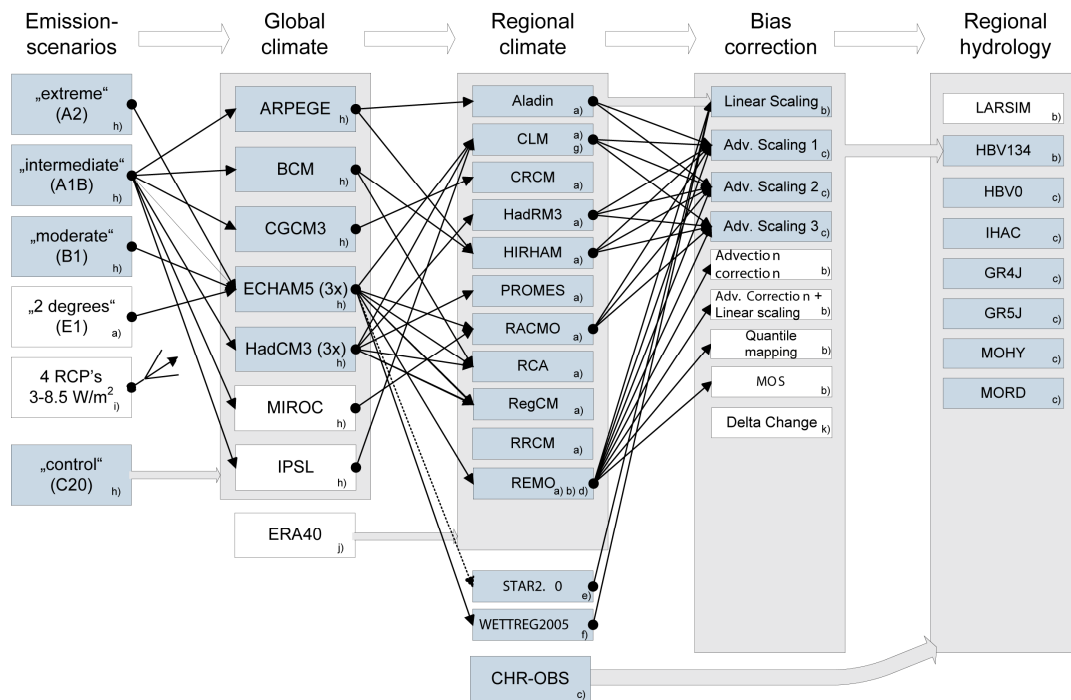 Emission-
scenarios
Global
climate
Regional
climate
Bias
correction
Regional
hydrology
„extreme“
(A2)
h)
„intermediate“
(A1B)
h)
„moderate“
(B1)
h)
„2 degrees“
(E1)
a)
4 RCP's
3-8.5 W/m²
i)
„control“
(C20)
h)
ARPEGE
h)
BCM
h)
CGCM3
h)
ECHAM5 (3x)
h)
HadCM3 (3x)
h)
MIROC
h)
IPSL
h)
ERA40
j)
Aladin
a)
CLM
a)
g)
CRCM
a)
HadRM3
a)
HIRHAM
a)
PROMES
a)
RACMO
a)
RCA
a)
RegCM
a)
RRCM
a)
REMO
a) b) d)
STAR2. 0
e)
WETTREG2005
f)
CHR-OBS
c)
Linear Scaling
b)
Adv. Scaling 1
c)
Adv. Scaling 2
c)
Adv. Scaling 3
c)
Advection
correction
b)
Adv. Correction +
Linear scaling
b)
Quantile
mapping
b)
MOS
b)
Delta Change
k)
LARSIM
b)
HBV134
b)
HBV0
c)
IHAC
c)
GR4J
c)
GR5J
c)
MOHY
c)
MORD
c)